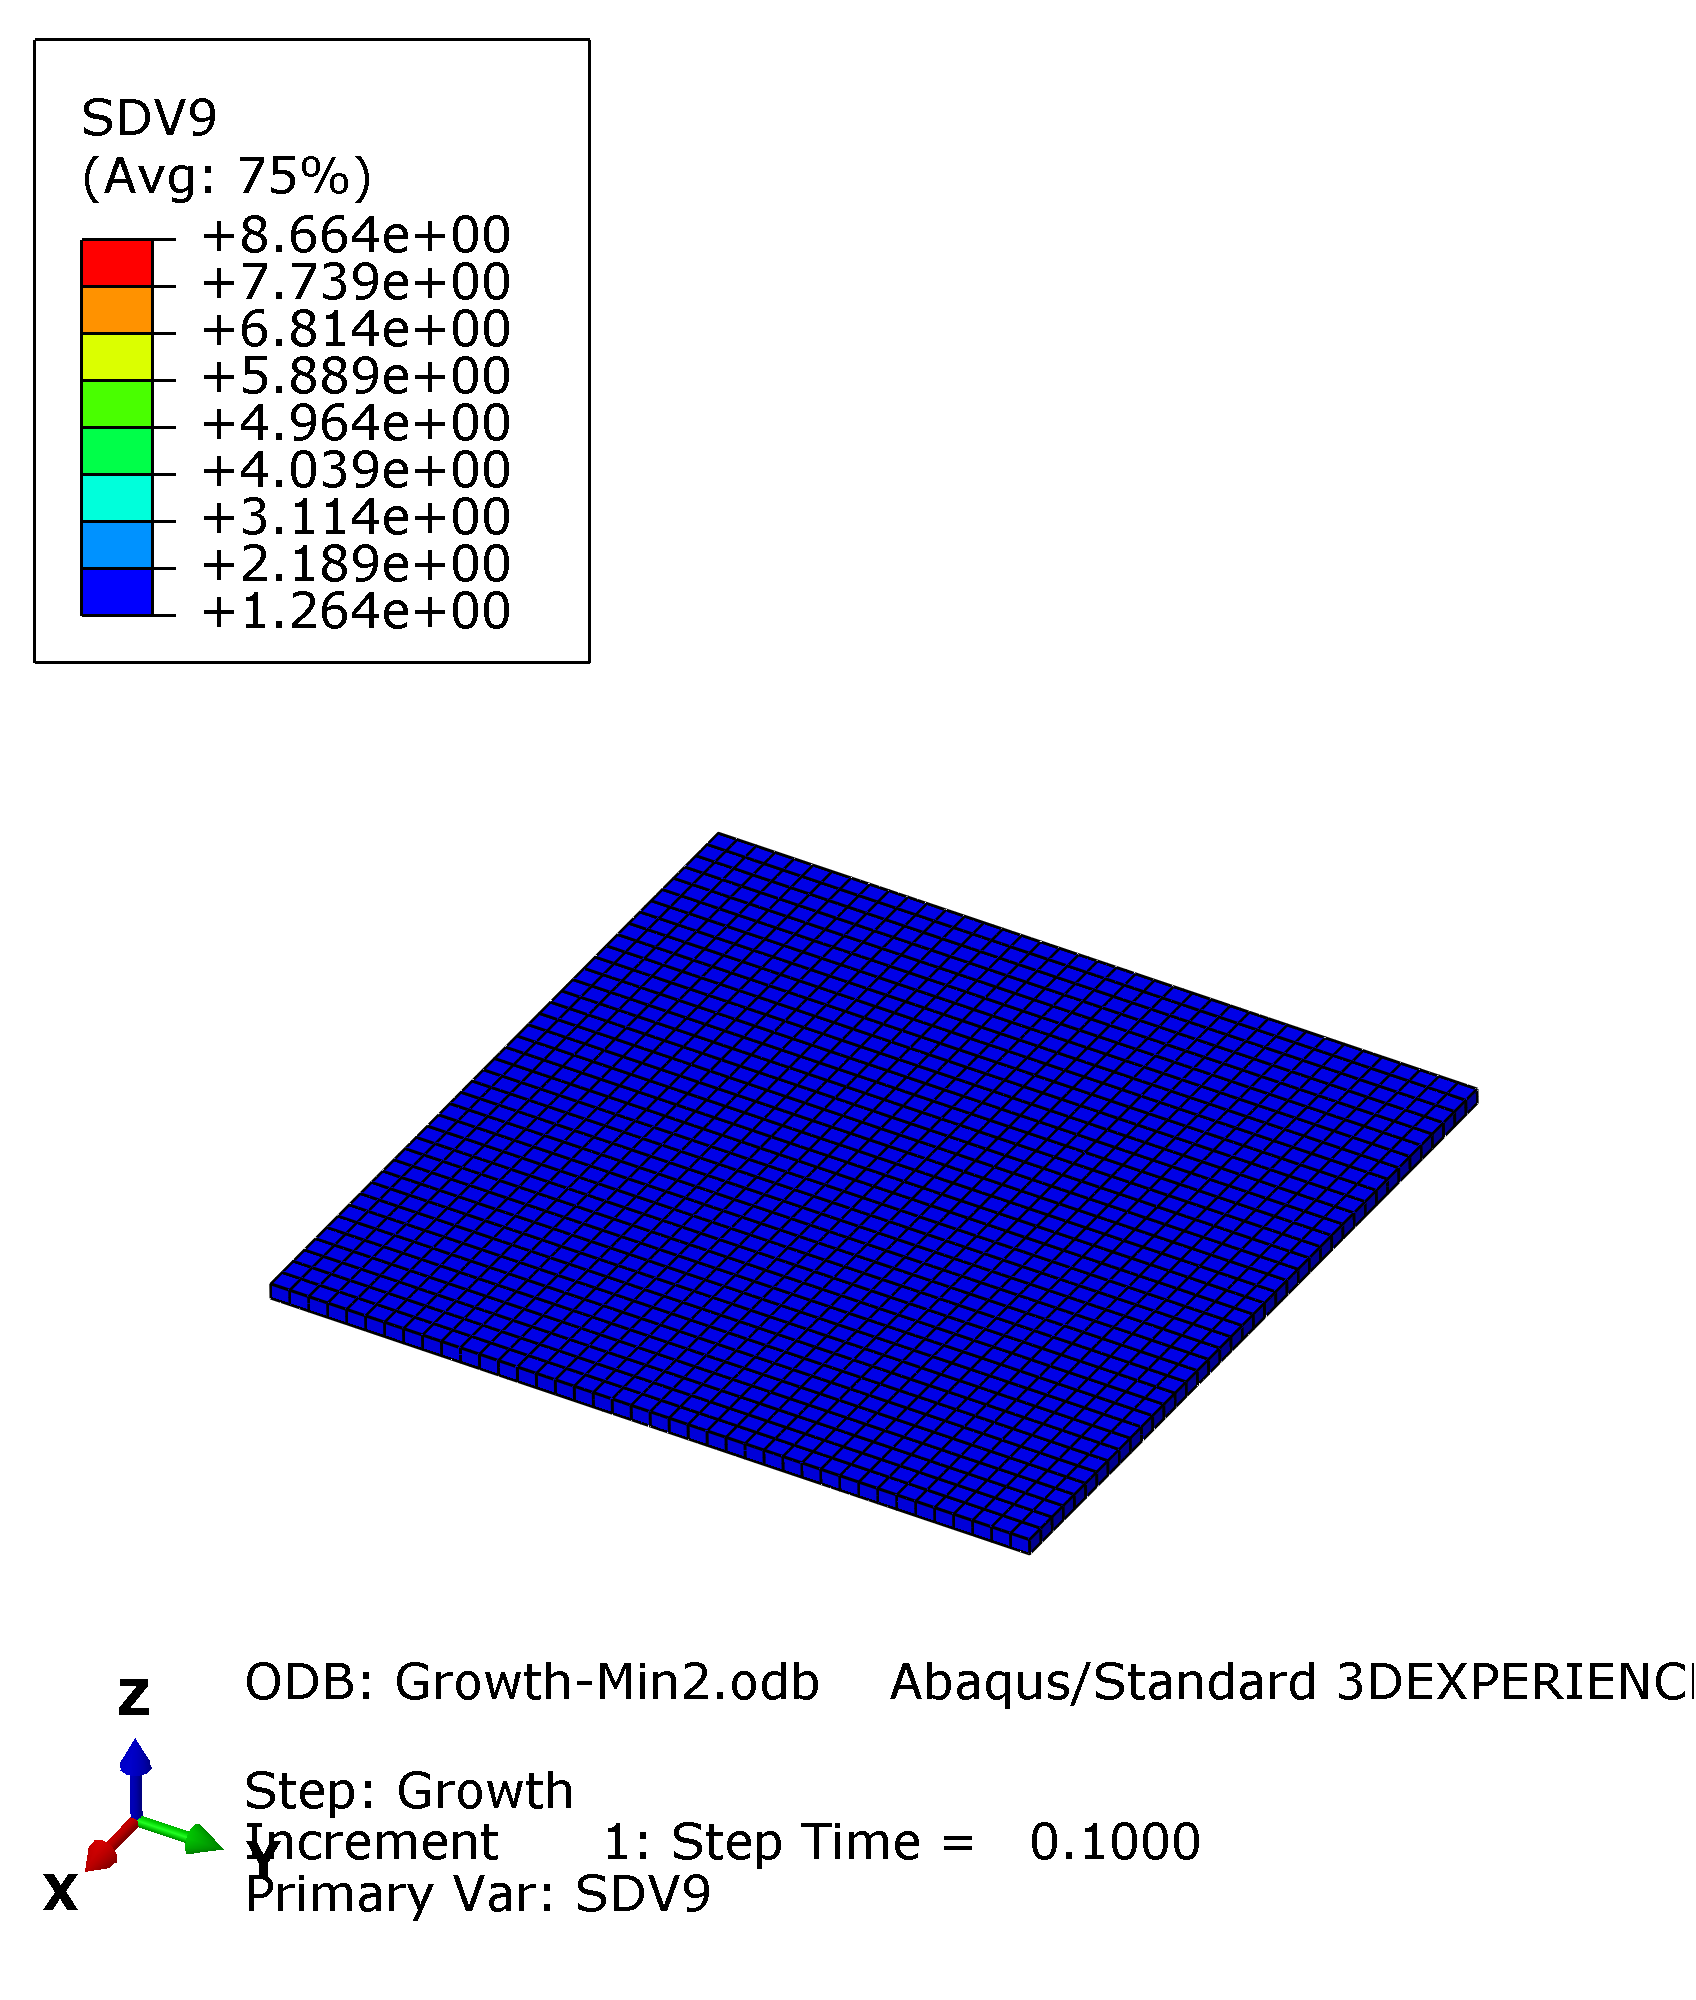 SDV9
(Avg: 75%)
+8.664e+00
+7.739e+00
+6.814e+00
+5.889e+00
+4.964e+00
+4.039e+00
+3.114e+00
+2.189e+00
+1.264e+00
ODB: Growth-Min2.odb Abaqus/Standard 3DEXPERIENC
Z
Step: Growth
Increment 1: Step Time = 0.1000
Y
X
Primary Var: SDV9